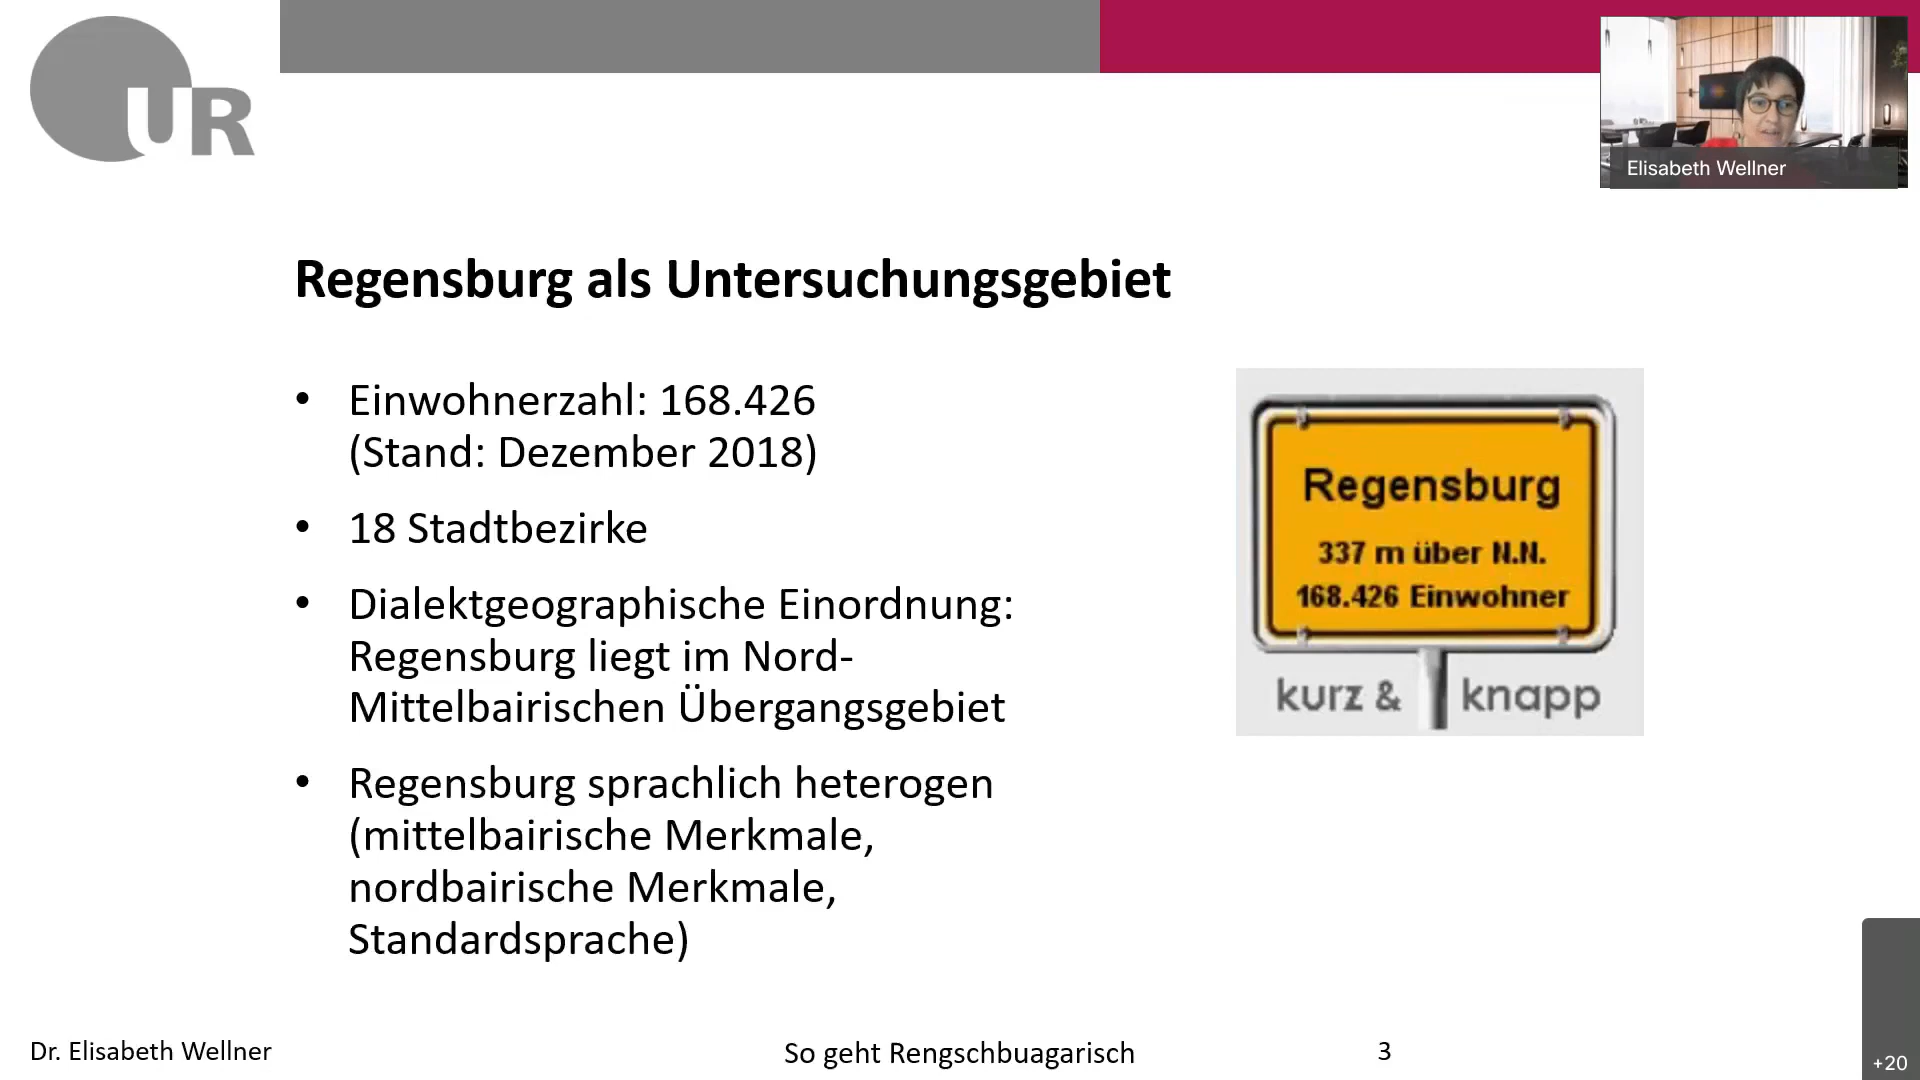 UR
Elisabeth Wellner
Regensburg als Untersuchungsgebiet
• Einwohnerzahl: 168.426
(Stand: Dezember 2018)
• 18 Stadtbezirke
• Dialektgeographische Einordnung:
Regensburg liegt im Nord-
Mittelbairischen Übergangsgebiet
• Regensburg sprachlich heterogen
(mittelbairische Merkmale,
nordbairische Merkmale,
Standardsprache)
Regensburg
337 m über N.N.
168.426 Einwohner
kurz & knapp
Dr. Elisabeth Wellner
So geht Rengschbuagarisch
3
+20